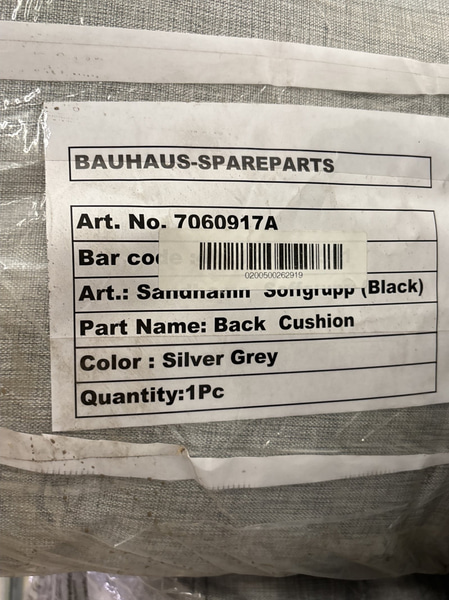 BAUHAUS-SPAREPARTS
Art. No. 7060917A
Bar code :
0200500262919
Art.: Sandhamn Soffgrupp (Black)
Part Name: Back Cushion
Color : Silver Grey
Quantity:1Pc